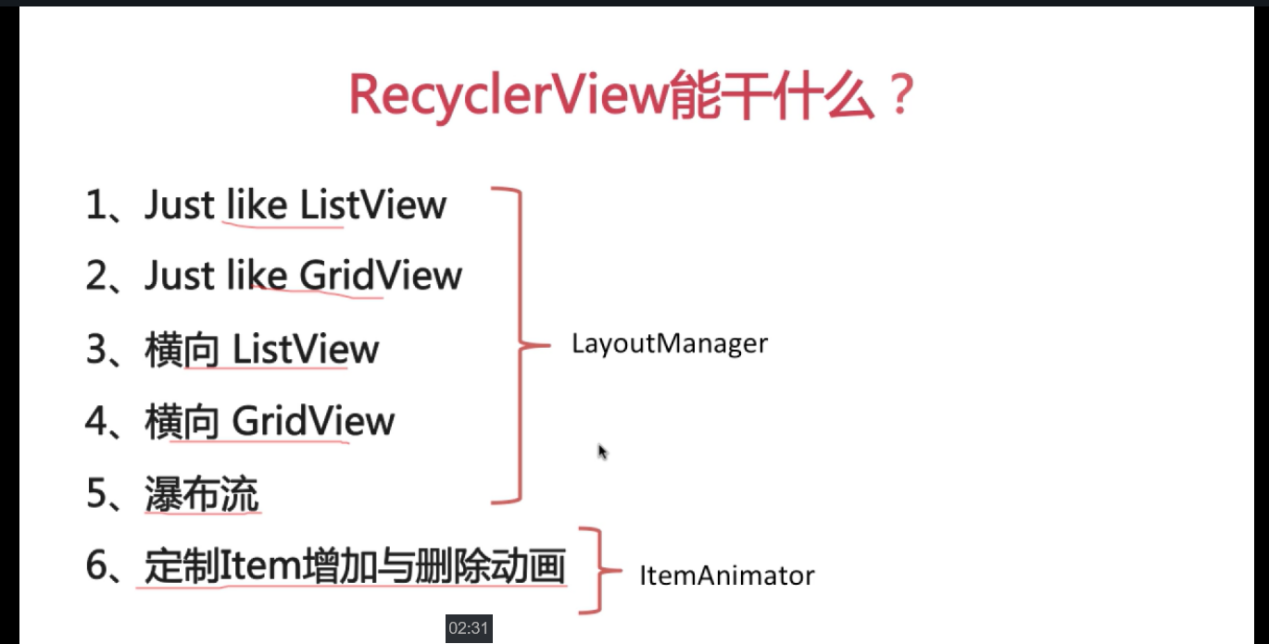 RecyclerView能干什么？
1、Just like ListView
2、Just like GridView
3、横向 ListView
4、横向 GridView
5、瀑布流
LayoutManager
6、定制Item增加与删除动画
ItemAnimator
02:31